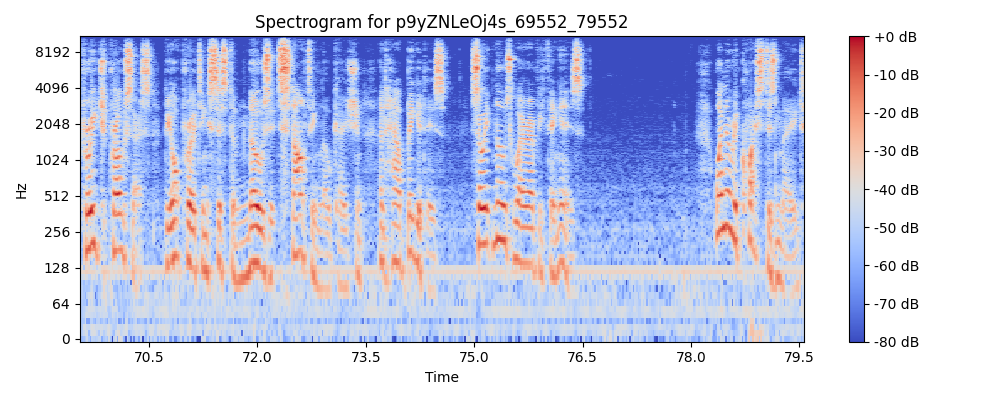 Spectrogram for p9yZNLeOj4s_69552_79552
Hz
8192
4096
2048
1024
512
256
128
64
0
70.5 72.0 73.5 75.0 76.5 78.0 79.5
Time
+0 dB
-10 dB
-20 dB
-30 dB
-40 dB
-50 dB
-60 dB
-70 dB
-80 dB